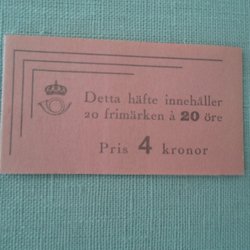 Detta häfte innehåller
20 frimärken à 20 öre
Pris 4 kronor